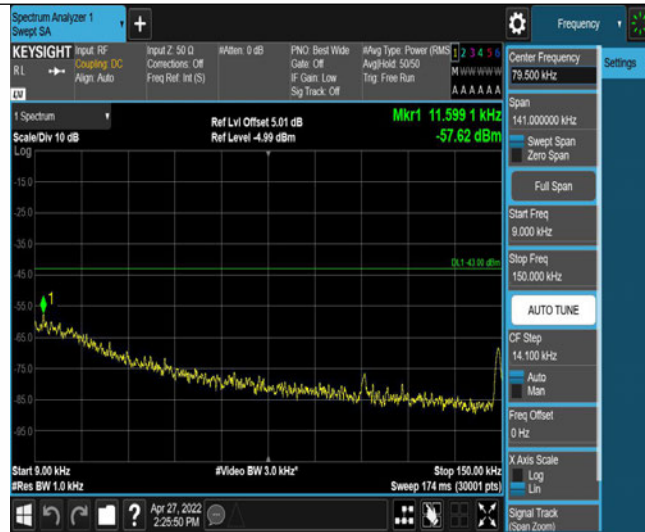 Spectrum Analyzer 1
Swept SA
Frequency
KEYSIGHT
RL
Input: RF
Coupling: DC
Align: Auto
Input Z: 50 Ω
Corrections: Off
Freq Ref: Int (S)
#Atten: 0 dB
PNO: Best Wide
Gate: Off
IF Gain: Low
Sig Track: Off
#Avg Type: Power (RMS
Avg|Hold: 50/50
Trig: Free Run
1 2 3 4 5 6
M W W W W W
A A A A A A
1 Spectrum
Scale/Div 10 dB
Log
Ref Lvl Offset 5.01 dB
Ref Level -4.99 dBm
Mkr1 11.599 1 kHz
-57.62 dBm
-15.0
-25.0
-35.0
-45.0
-55.0
-65.0
-75.0
-85.0
-95.0
DL1 -43.00 dBm
1
Start 9.00 kHz
#Res BW 1.0 kHz
#Video BW 3.0 kHz*
Stop 150.00 kHz
Sweep 174 ms (30001 pts)
Apr 27, 2022
2:25:50 PM
Center Frequency
79.500 kHz
Settings
Span
141.000000 kHz
Swept Span
Zero Span
Full Span
Start Freq
9.000 kHz
Stop Freq
150.000 kHz
AUTO TUNE
CF Step
14.100 kHz
Auto
Man
Freq Offset
0 Hz
X Axis Scale
Log
Lin
Signal Track
(Span Zoom)